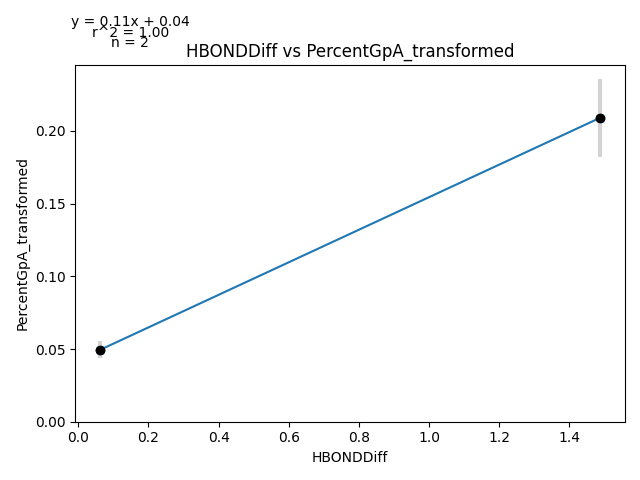 y = 0.11x + 0.04
r^2 = 1.00
n = 2
HBONDDiff vs PercentGpA_transformed
PercentGpA_transformed
0.20
0.15
0.10
0.05
0.00
0.0 0.2 0.4 0.6 0.8 1.0 1.2 1.4
HBONDDiff